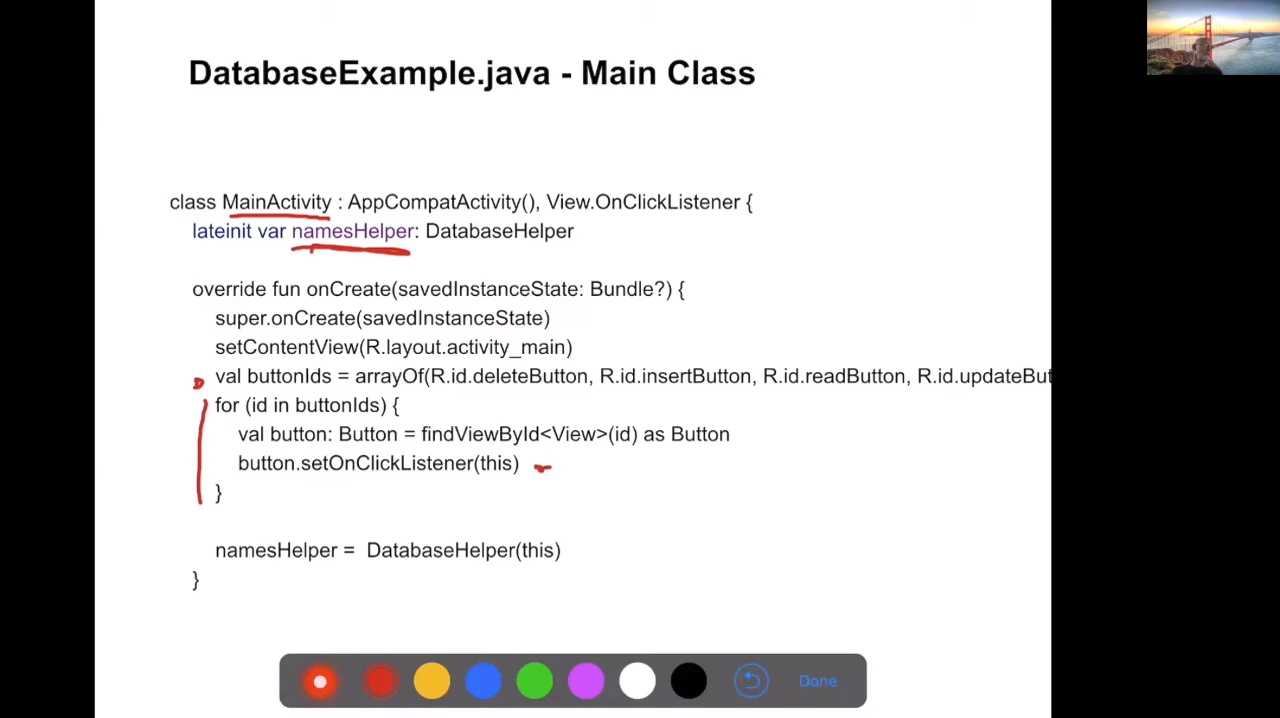 DatabaseExample.java - Main Class
class MainActivity : AppCompatActivity(), View.OnClickListener {
lateinit var namesHelper: DatabaseHelper
override fun onCreate(savedInstanceState: Bundle?) {
super.onCreate(savedInstanceState)
setContentView(R.layout.activity_main)
val buttonIds = arrayOf(R.id.deleteButton, R.id.insertButton, R.id.readButton, R.id.updateBut
for (id in buttonIds) {
val button: Button = findViewById<View>(id) as Button
button.setOnClickListener(this)
}
namesHelper = DatabaseHelper(this)
}
Done